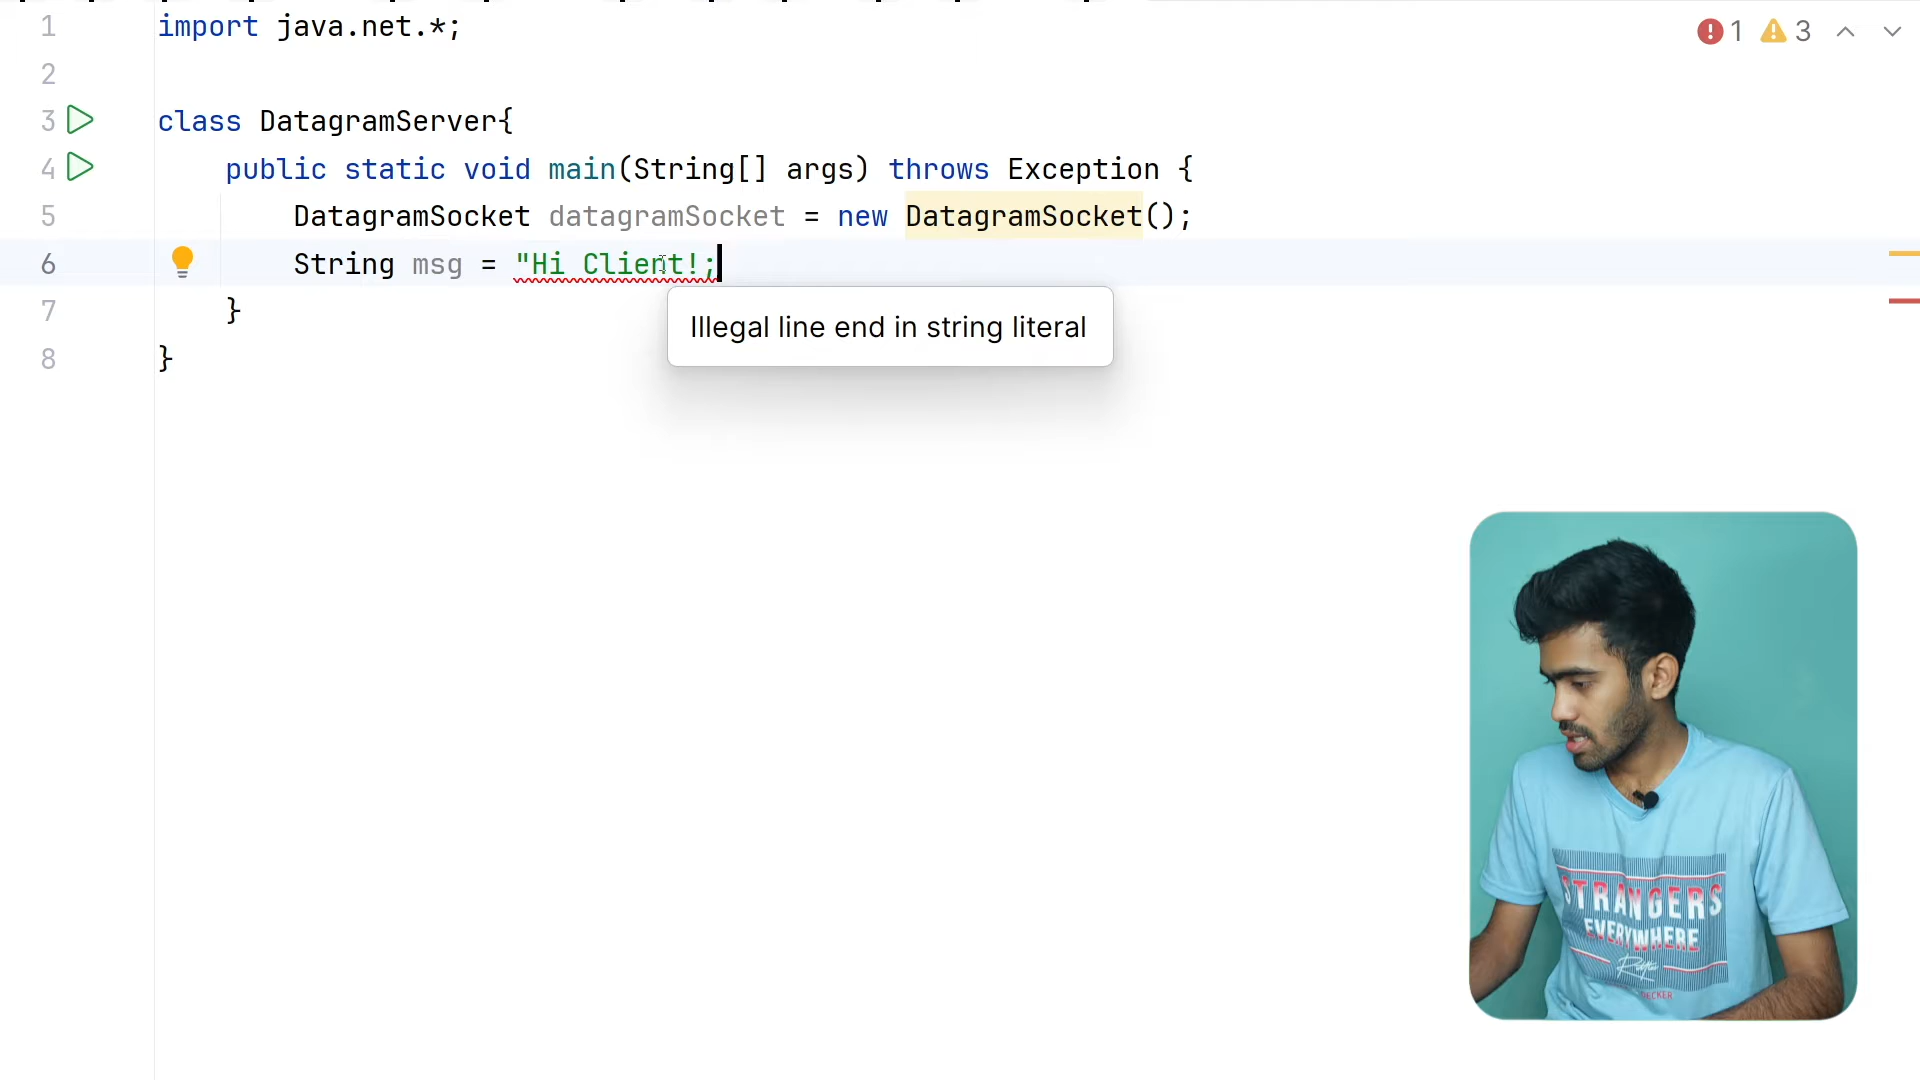 1 import java.net.*;
1 3
2
3 class DatagramServer{
4 public static void main(String[] args) throws Exception {
5 DatagramSocket datagramSocket = new DatagramSocket();
6 String msg = "Hi Client!;
Illegal line end in string literal
7 }
8 }
STRANGERS
EVERYWHERE